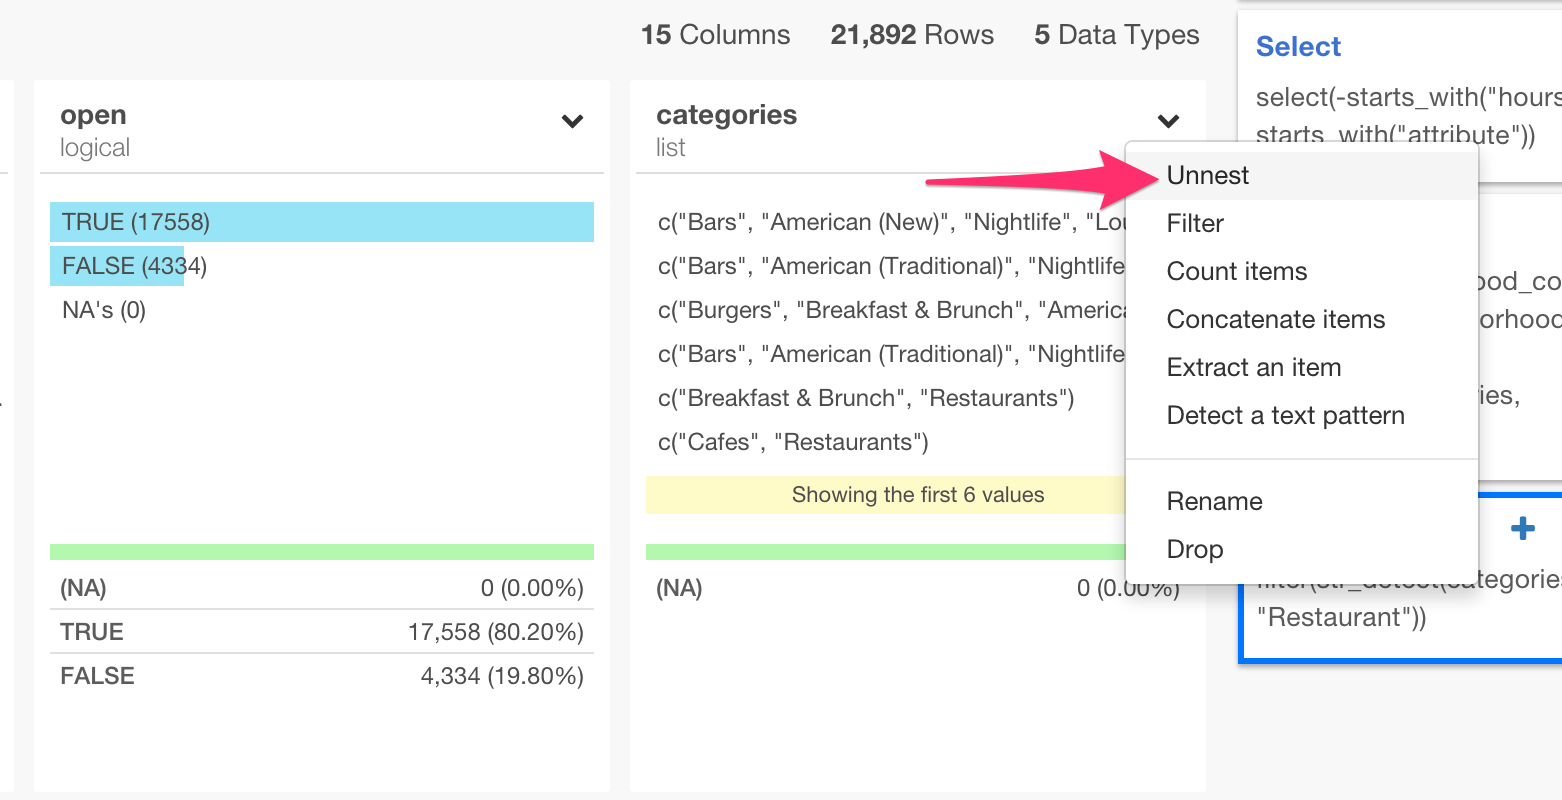 15 Columns 21,892 Rows 5 Data Types
open
logical
TRUE (17558)
FALSE (4334)
NA's (0)
(NA) 0 (0.00%)
TRUE 17,558 (80.20%)
FALSE 4,334 (19.80%)
categories
list
c("Bars", "American (New)", "Nightlife", "Lou
c("Bars", "American (Traditional)", "Nightlife
c("Burgers", "Breakfast & Brunch", "America
c("Bars", "American (Traditional)", "Nightlife
c("Breakfast & Brunch", "Restaurants")
c("Cafes", "Restaurants")
Showing the first 6 values
(NA) 0 (0.00%)
Unnest
Filter
Count items
Concatenate items
Extract an item
Detect a text pattern
Rename
Drop
Select
select(-starts_with("hours
starts_with("attribute"))
ood_co
orhood
ies,
filter(str_detect(categories
"Restaurant"))